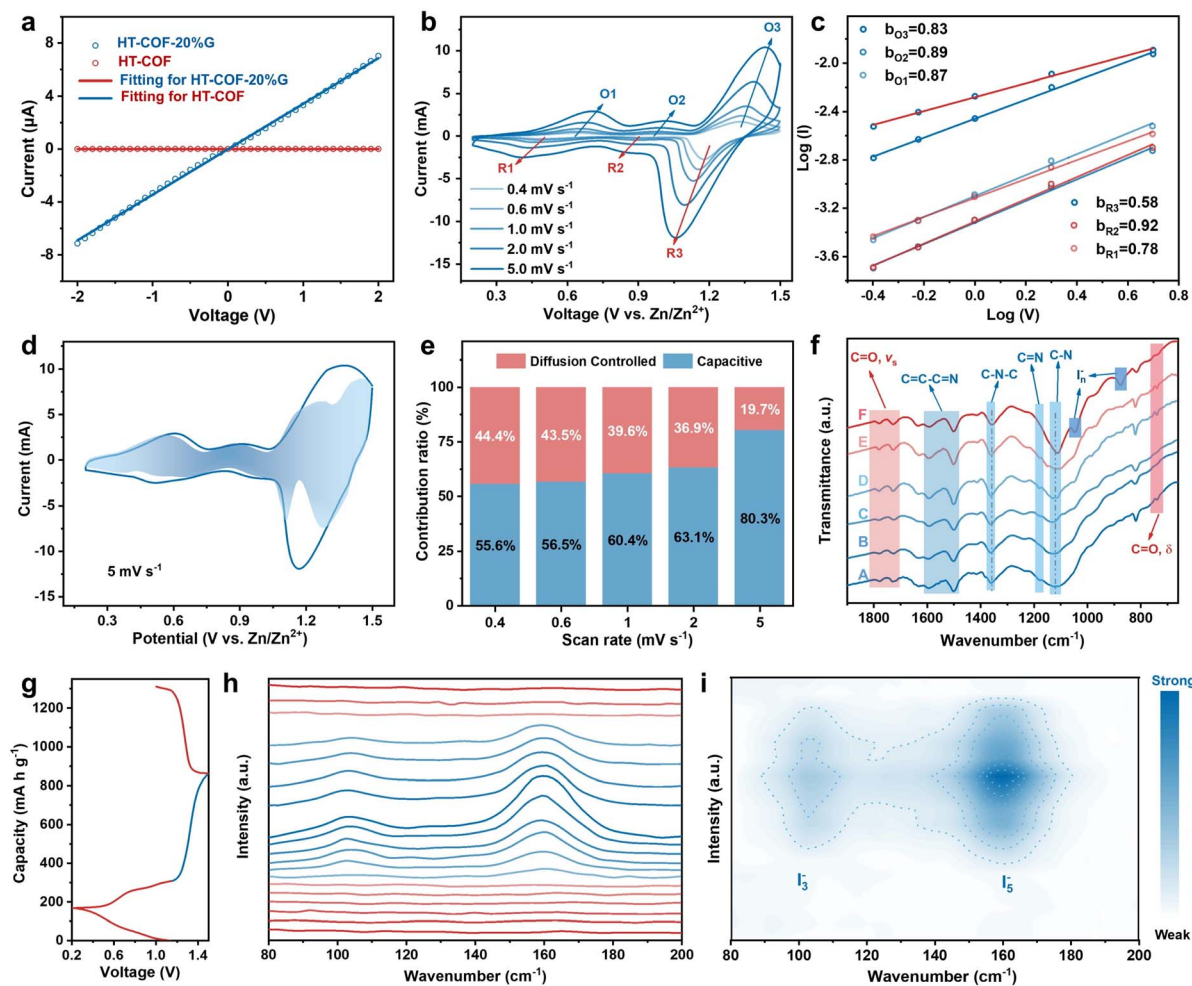 a
HT-COF-20%G
HT-COF
Fitting for HT-COF-20%G
Fitting for HT-COF
8
4
0
-4
-8
Current (µA)
-2
-1
0
1
2
Voltage (V)
b
O3
O1
O2
R1
R2
R3
0.4 mV s⁻¹
0.6 mV s⁻¹
1.0 mV s⁻¹
2.0 mV s⁻¹
5.0 mV s⁻¹
15
10
5
0
-5
-10
-15
Current (mA)
0.3
0.6
0.9
1.2
1.5
Voltage (V vs. Zn/Zn²⁺)
c
bO3=0.83
bO2=0.89
bO1=0.87
bR3=0.58
bR2=0.92
bR1=0.78
-2.0
-2.4
-2.8
-3.2
-3.6
Log (I)
-0.4
-0.2
0.0
0.2
0.4
0.6
0.8
Log (V)
d
10
5
0
-5
-10
-15
Current (mA)
5 mV s⁻¹
0.3
0.6
0.9
1.2
1.5
Potential (V vs. Zn/Zn²⁺)
e
Diffusion Controlled
Capacitive
100
75
50
25
0
Contribution ratio (%)
44.4%
43.5%
39.6%
36.9%
19.7%
55.6%
56.5%
60.4%
63.1%
80.3%
0.4
0.6
1
2
5
Scan rate (mV s⁻¹)
f
C=O, νs
C=C-C=N
C-N-C
C=N
C-N
Iₙ⁻
F
E
D
C
B
A
C=O, δ
Transmittance (a.u.)
1800
1600
1400
1200
1000
800
Wavenumber (cm⁻¹)
g
1200
1000
800
600
400
200
0
Capacity (mA h g⁻¹)
0.2
0.6
1.0
1.4
Voltage (V)
h
Intensity (a.u.)
80
100
120
140
160
180
200
Wavenumber (cm⁻¹)
i
Intensity (a.u.)
I₃⁻
I₅⁻
80
100
120
140
160
180
200
Wavenumber (cm⁻¹)
Strong
Weak